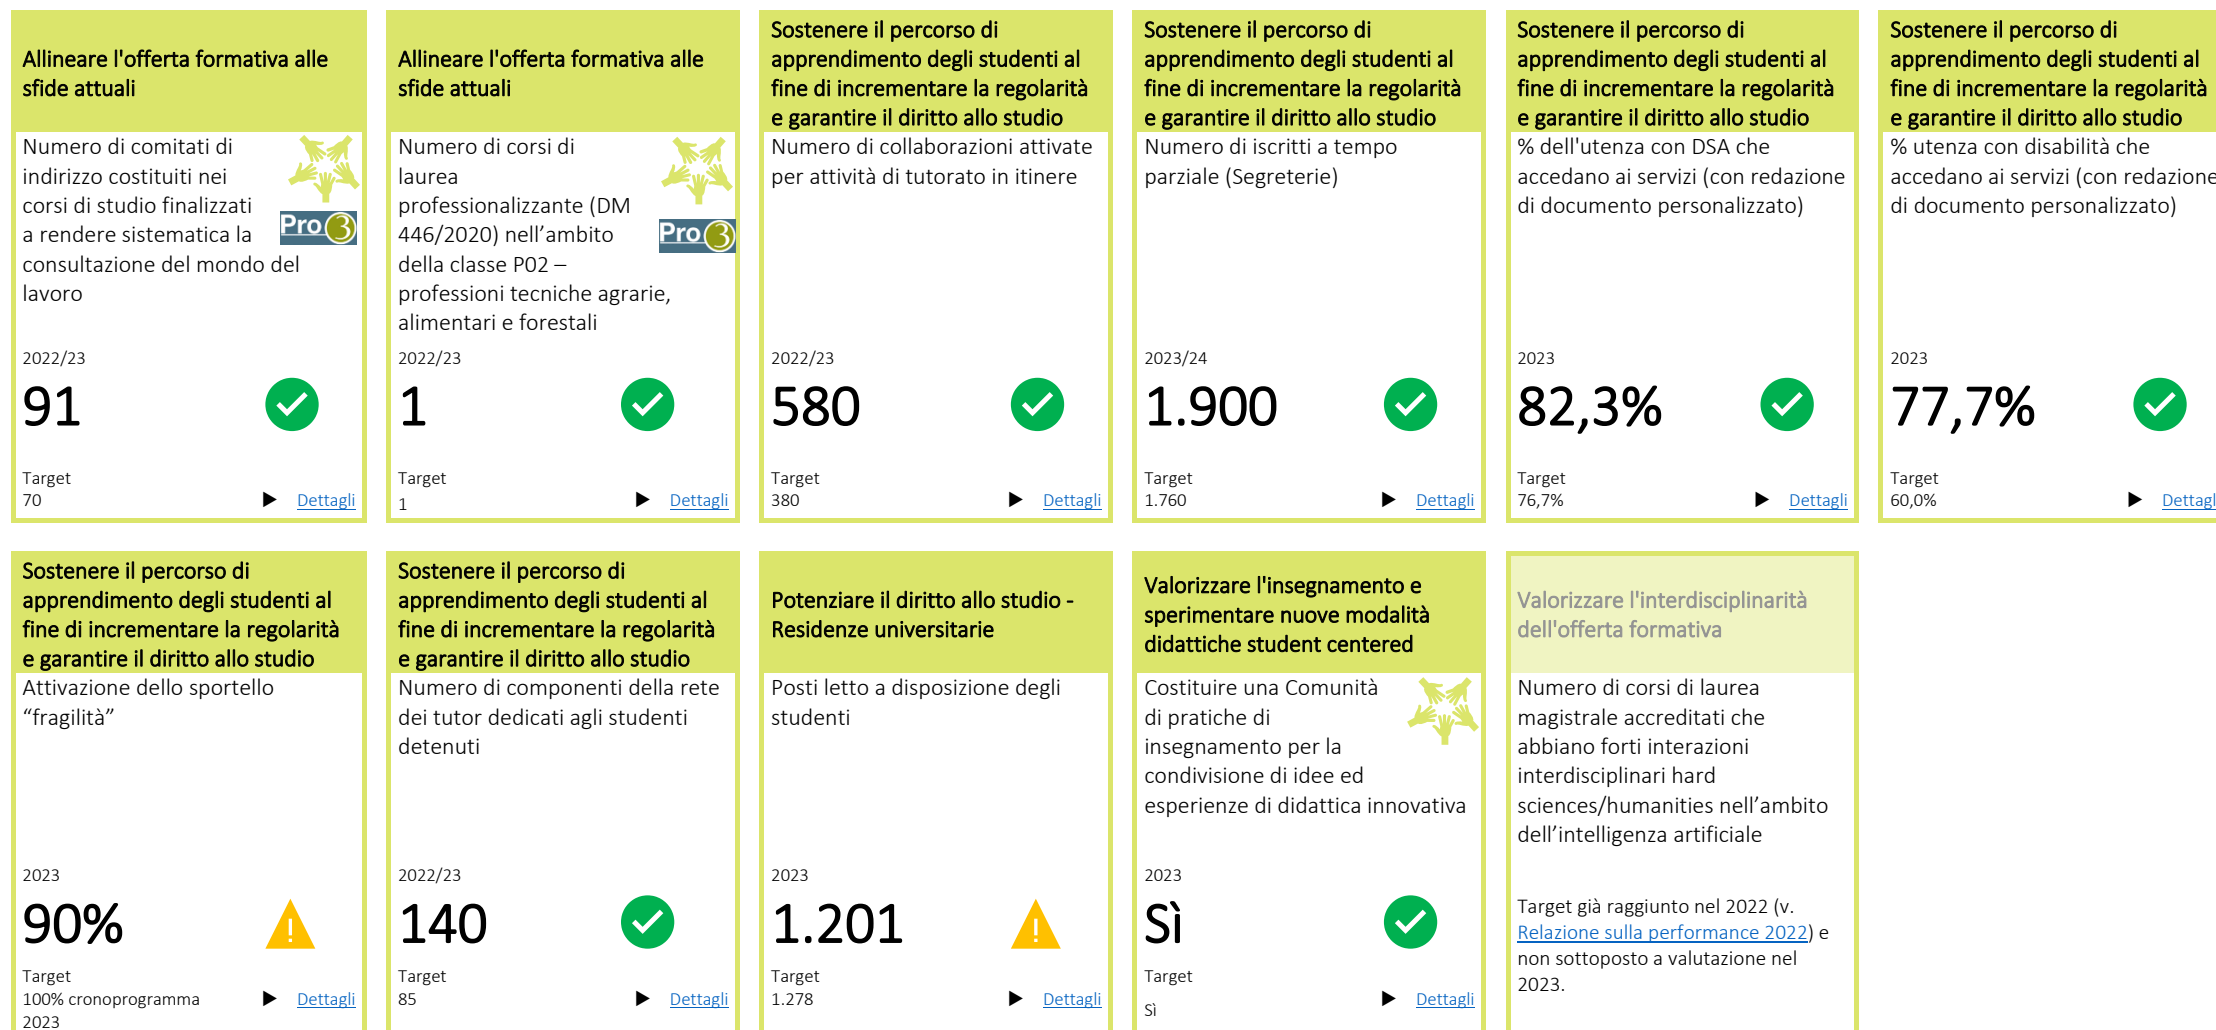 Allineare l'offerta formativa alle
sfide attuali
Numero di comitati di
indirizzo costituiti nei
corsi di studio finalizzati
a rendere sistematica la
consultazione del mondo del
lavoro
Pro3
2022/23
91
Target
70
Dettagli
Allineare l'offerta formativa alle
sfide attuali
Numero di corsi di
laurea
professionalizzante (DM
446/2020) nell’ambito
della classe P02 –
professioni tecniche agrarie,
alimentari e forestali
Pro3
2022/23
1
Target
1
Dettagli
Sostenere il percorso di
apprendimento degli studenti al
fine di incrementare la regolarità
e garantire il diritto allo studio
Numero di collaborazioni attivate
per attività di tutorato in itinere
2022/23
580
Target
380
Dettagli
Sostenere il percorso di
apprendimento degli studenti al
fine di incrementare la regolarità
e garantire il diritto allo studio
Numero di iscritti a tempo
parziale (Segreterie)
2023/24
1.900
Target
1.760
Dettagli
Sostenere il percorso di
apprendimento degli studenti al
fine di incrementare la regolarità
e garantire il diritto allo studio
% dell'utenza con DSA che
accedano ai servizi (con redazione
di documento personalizzato)
2023
82,3%
Target
76,7%
Dettagli
Sostenere il percorso di
apprendimento degli studenti al
fine di incrementare la regolarità
e garantire il diritto allo studio
% utenza con disabilità che
accedano ai servizi (con redazione
di documento personalizzato)
2023
77,7%
Target
60,0%
Dettagl
Sostenere il percorso di
apprendimento degli studenti al
fine di incrementare la regolarità
e garantire il diritto allo studio
Attivazione dello sportello
“fragilità”
2023
90%
Target
100% cronoprogramma
2023
Dettagli
Sostenere il percorso di
apprendimento degli studenti al
fine di incrementare la regolarità
e garantire il diritto allo studio
Numero di componenti della rete
dei tutor dedicati agli studenti
detenuti
2022/23
140
Target
85
Dettagli
Potenziare il diritto allo studio -
Residenze universitarie
Posti letto a disposizione degli
studenti
2023
1.201
Target
1.278
Dettagli
Valorizzare l'insegnamento e
sperimentare nuove modalità
didattiche student centered
Costituire una Comunità
di pratiche di
insegnamento per la
condivisione di idee ed
esperienze di didattica innovativa
2023
Sì
Target
Sì
Dettagli
Valorizzare l'interdisciplinarità
dell'offerta formativa
Numero di corsi di laurea
magistrale accreditati che
abbiano forti interazioni
interdisciplinari hard
sciences/humanities nell’ambito
dell’intelligenza artificiale
Target già raggiunto nel 2022 (v.
Relazione sulla performance 2022) e
non sottoposto a valutazione nel
2023.